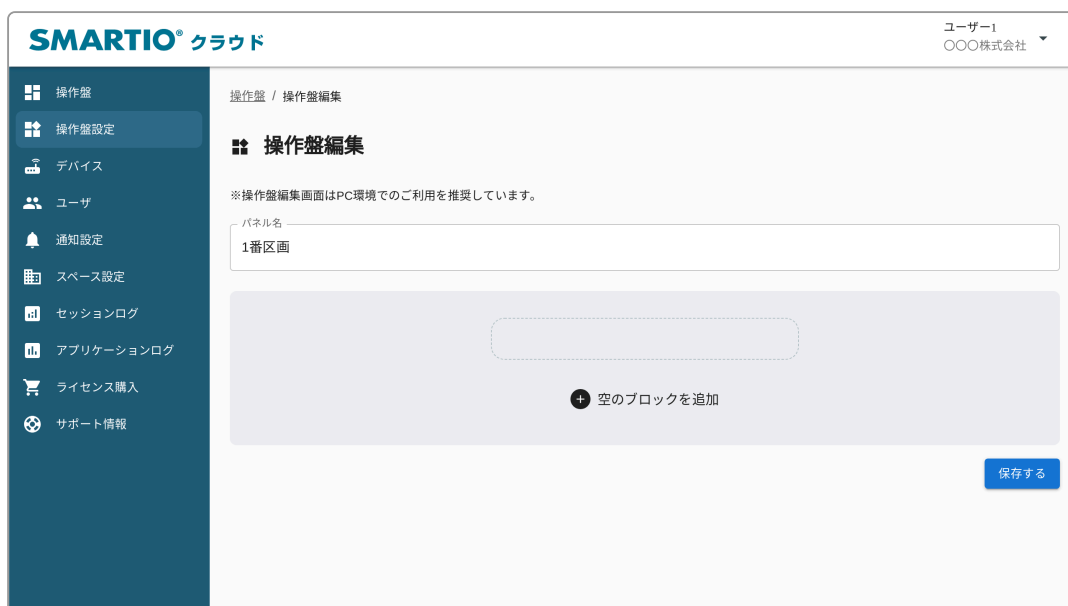 SMARTIO® クラウド
ユーザー1
〇〇〇株式会社
操作盤
操作盤設定
デバイス
ユーザ
通知設定
スペース設定
セッションログ
アプリケーションログ
ライセンス購入
サポート情報
操作盤 / 操作盤編集
操作盤編集
※操作盤編集画面はPC環境でのご利用を推奨しています。
パネル名
1番区画
空のブロックを追加
保存する